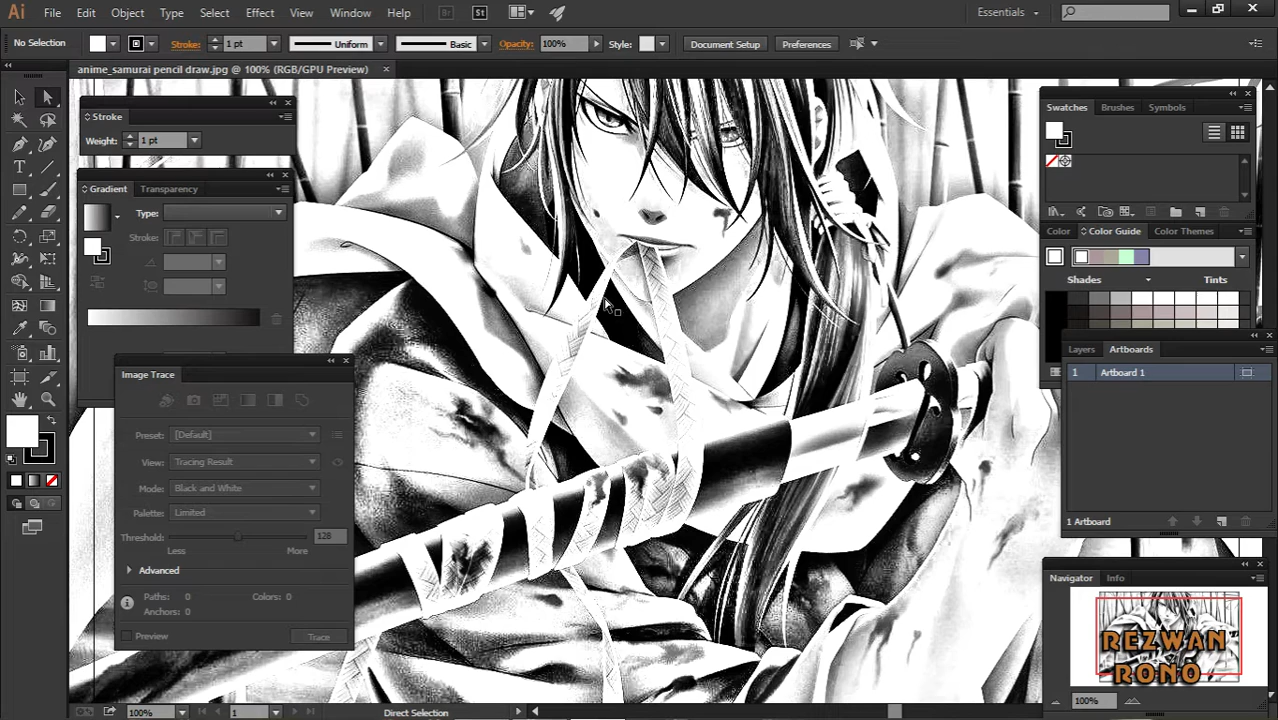 Ai File Edit Object Type Select Effect View Window Help Br St Essentials
No Selection Stroke: 1 pt Uniform Basic Opacity: 100% Style: Document Setup Preferences
anime_samurai pencil draw.jpg @ 100% (RGB/GPU Preview)
Stroke
Weight: 1 pt
Gradient Transparency
Type:
Stroke:
Image Trace
Preset: [Default]
View: Tracing Result
Mode: Black and White
Palette: Limited
Threshold: 128
Less More
Advanced
Paths: 0 Colors: 0
Anchors: 0
Preview Trace
Swatches Brushes Symbols
Color Color Guide Color Themes
Shades Tints
Layers Artboards
1 Artboard 1
1 Artboard
Navigator Info
REZWAN
RONO
100%
100% 1 Direct Selection